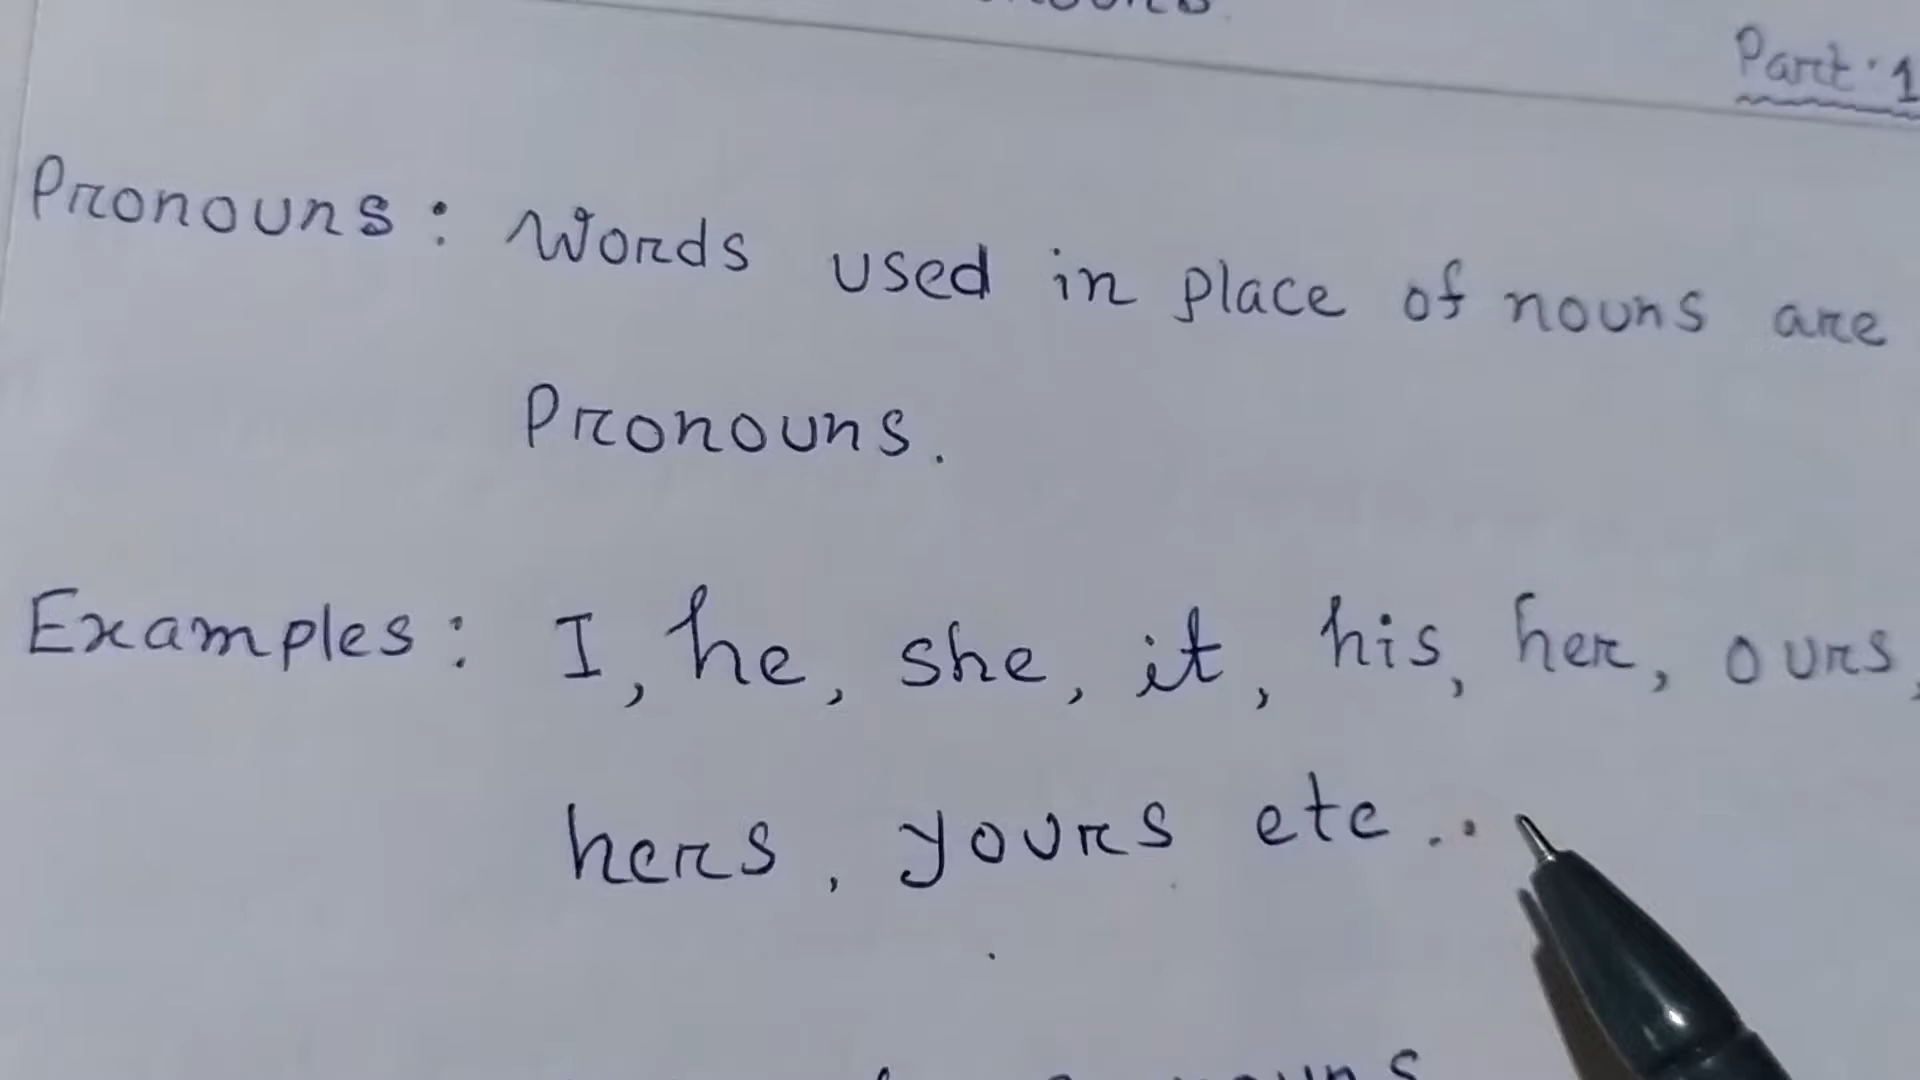 Part·1
Pronouns: Words used in place of nouns are
Pronouns.
Examples: I, he, she, it, his, her, ours,
hers, yours etc..